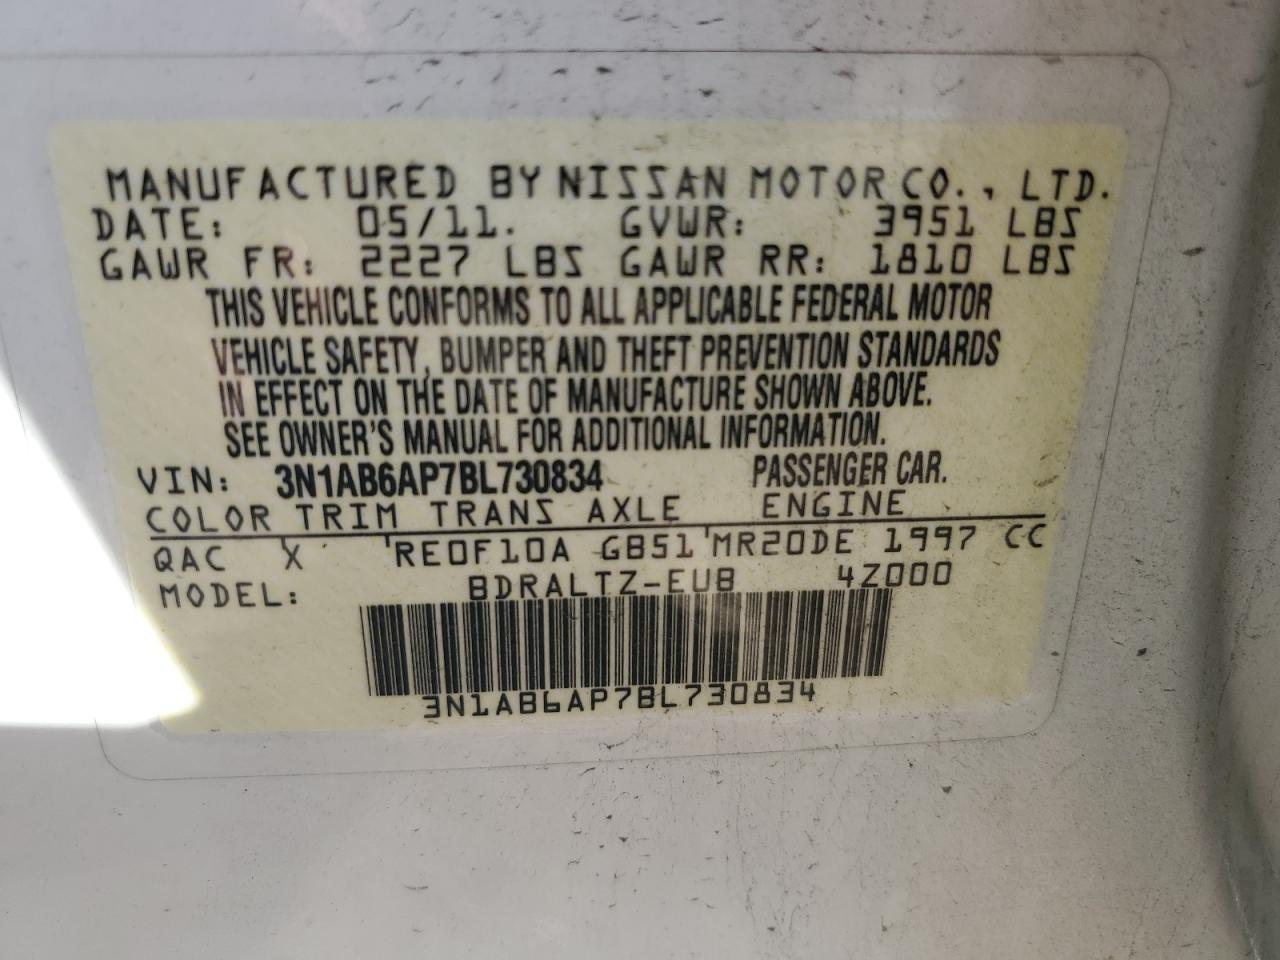 MANUFACTURED BY NISSAN MOTOR CO., LTD.
DATE: 05/11. GVWR: 3951 LBS
GAWR FR: 2227 LBS GAWR RR: 1810 LBS
THIS VEHICLE CONFORMS TO ALL APPLICABLE FEDERAL MOTOR
VEHICLE SAFETY, BUMPER AND THEFT PREVENTION STANDARDS
IN EFFECT ON THE DATE OF MANUFACTURE SHOWN ABOVE.
SEE OWNER'S MANUAL FOR ADDITIONAL INFORMATION.
VIN: 3N1AB6AP7BL730834 PASSENGER CAR.
COLOR TRIM TRANS AXLE ENGINE
QAC X RE0F10A GB51 MR20DE 1997 CC
MODEL: BDRALTZ-EUB 4Z000
3N1AB6AP7BL730834